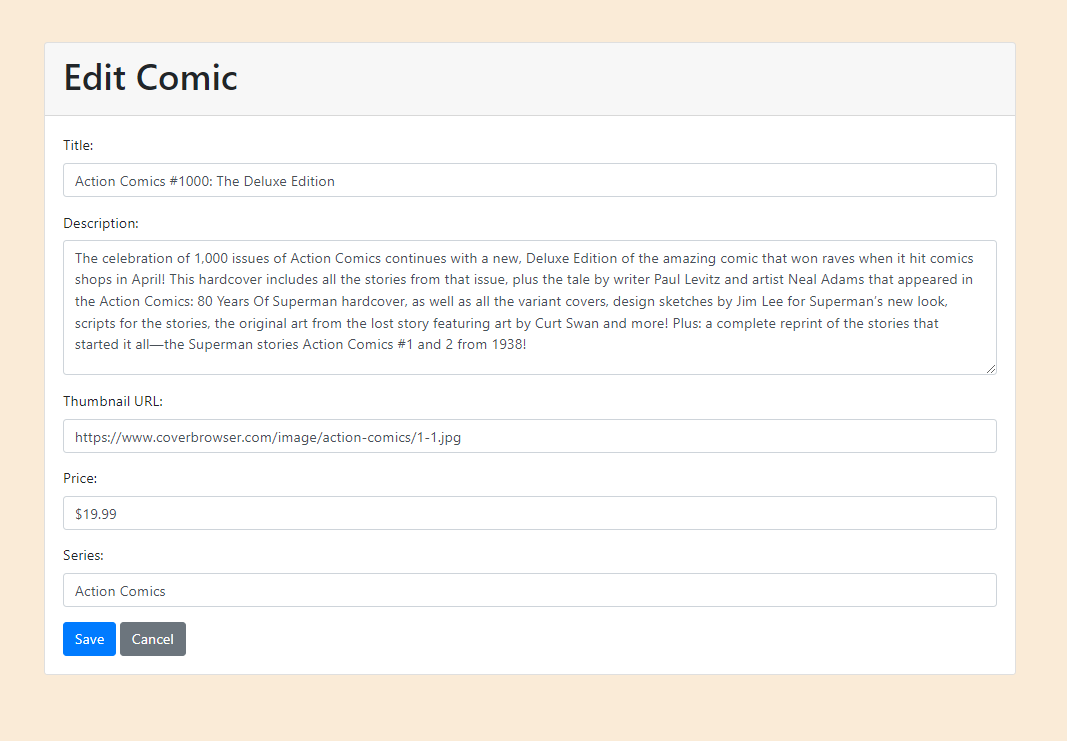 Edit Comic
Title:
Action Comics #1000: The Deluxe Edition
Description:
The celebration of 1,000 issues of Action Comics continues with a new, Deluxe Edition of the amazing comic that won raves when it hit comics
shops in April! This hardcover includes all the stories from that issue, plus the tale by writer Paul Levitz and artist Neal Adams that appeared in
the Action Comics: 80 Years Of Superman hardcover, as well as all the variant covers, design sketches by Jim Lee for Superman’s new look,
scripts for the stories, the original art from the lost story featuring art by Curt Swan and more! Plus: a complete reprint of the stories that
started it all—the Superman stories Action Comics #1 and 2 from 1938!
Thumbnail URL:
https://www.coverbrowser.com/image/action-comics/1-1.jpg
Price:
$19.99
Series:
Action Comics
Save Cancel